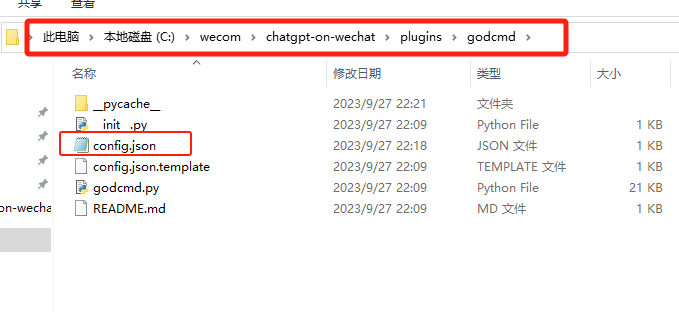 共享 查看
此电脑 本地磁盘 (C:) wecom chatgpt-on-wechat plugins godcmd
名称 修改日期 类型 大小
__pycache__ 2023/9/27 22:21 文件夹
__init__.py 2023/9/27 22:09 Python File 1 KB
config.json 2023/9/27 22:18 JSON 文件 1 KB
config.json.template 2023/9/27 22:09 TEMPLATE 文件 1 KB
godcmd.py 2023/9/27 22:09 Python File 21 KB
on-wecha README.md 2023/9/27 22:09 MD 文件 1 KB